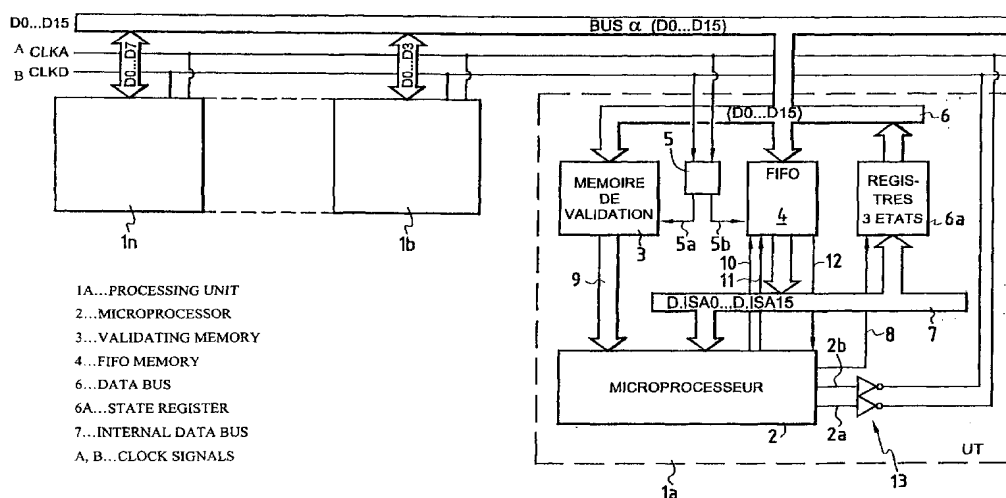 D0...D15
BUS α (D0...D15)
A CLKA
B CLKD
D0...D7
D0...D3
(D0...D15)
6
5
MEMOIRE
DE
VALIDATION
3
5a
5b
FIFO
4
REGIS-
TRES
3 ETATS
6a
1n
1b
9
10
11
12
D.ISA0...D.ISA15
7
8
MICROPROCESSEUR
2
2b
2a
13
UT
1a
1A...PROCESSING UNIT
2...MICROPROCESSOR
3...VALIDATING MEMORY
4...FIFO MEMORY
6...DATA BUS
6A...STATE REGISTER
7...INTERNAL DATA BUS
A, B...CLOCK SIGNALS